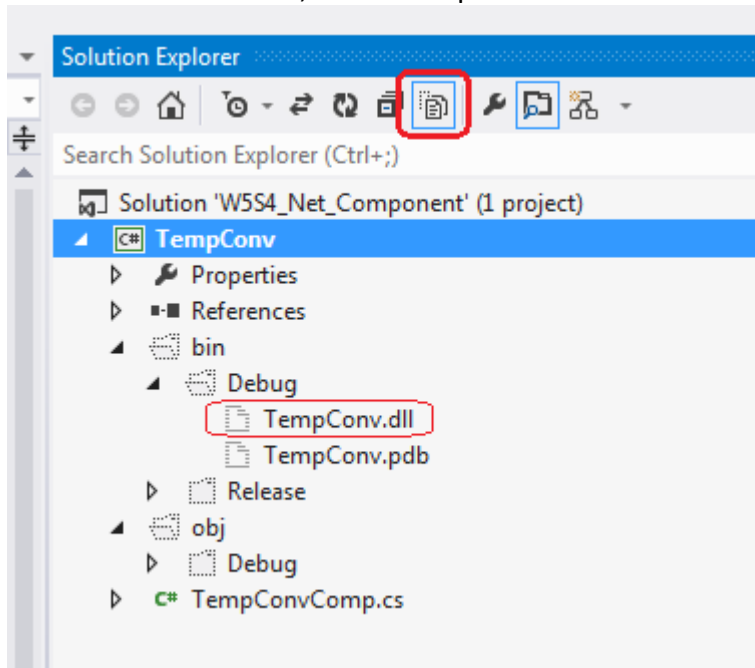 Solution Explorer
Search Solution Explorer (Ctrl+;)
Solution 'W5S4_Net_Component' (1 project)
C# TempConv
Properties
References
bin
Debug
TempConv.dll
TempConv.pdb
Release
obj
Debug
C# TempConvComp.cs